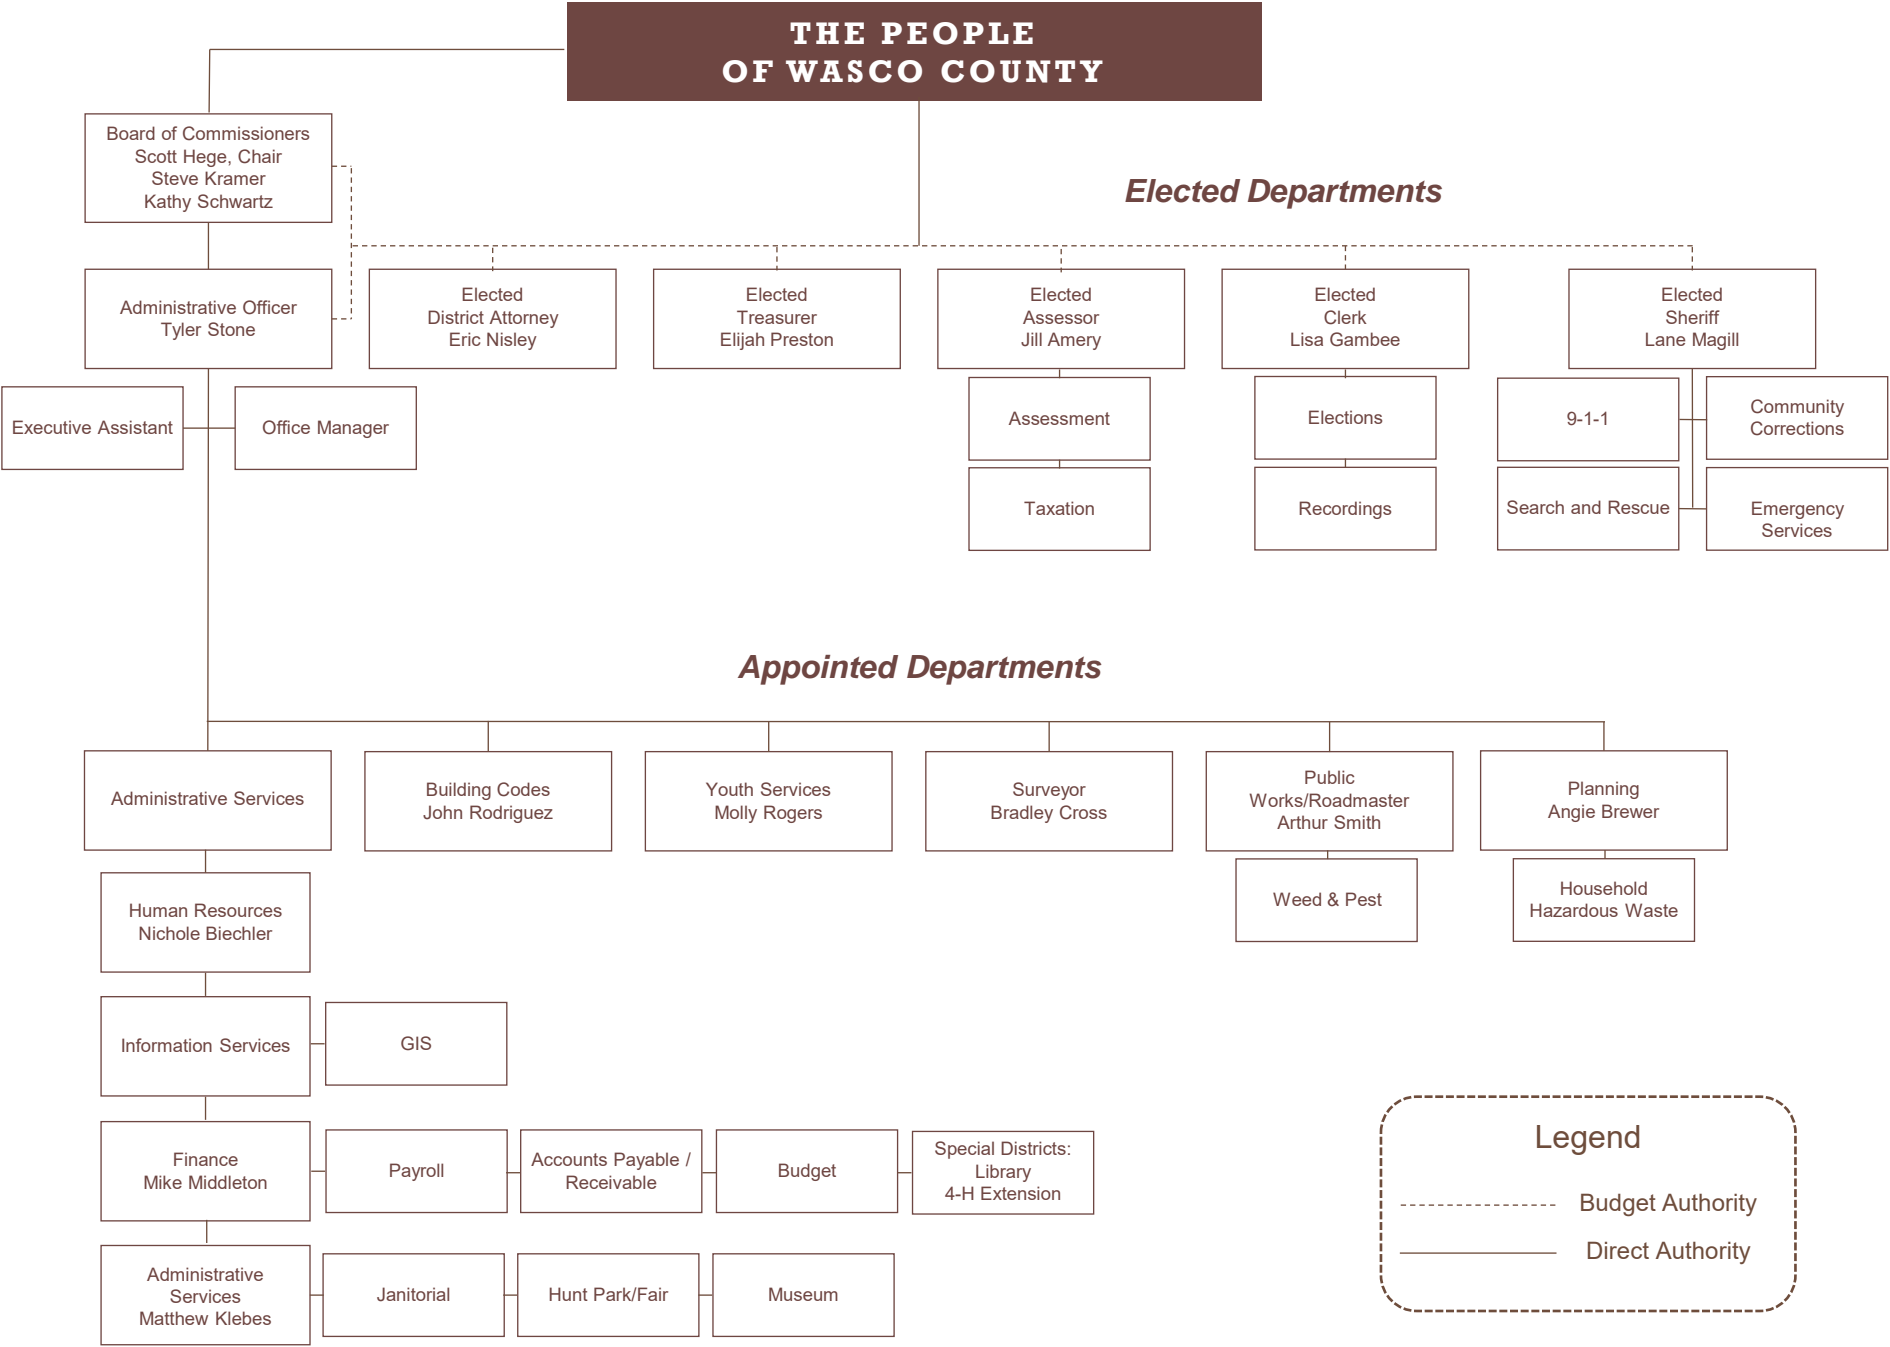 THE PEOPLE
OF WASCO COUNTY
Board of Commissioners
Scott Hege, Chair
Steve Kramer
Kathy Schwartz
Elected Departments
Administrative Officer
Tyler Stone
Elected
District Attorney
Eric Nisley
Elected
Treasurer
Elijah Preston
Elected
Assessor
Jill Amery
Elected
Clerk
Lisa Gambee
Elected
Sheriff
Lane Magill
Executive Assistant
Office Manager
Assessment
Elections
9-1-1
Community
Corrections
Taxation
Recordings
Search and Rescue
Emergency
Services
Appointed Departments
Administrative Services
Building Codes
John Rodriguez
Youth Services
Molly Rogers
Surveyor
Bradley Cross
Public
Works/Roadmaster
Arthur Smith
Planning
Angie Brewer
Human Resources
Nichole Biechler
Weed & Pest
Household
Hazardous Waste
Information Services
GIS
Finance
Mike Middleton
Payroll
Accounts Payable /
Receivable
Budget
Special Districts:
Library
4-H Extension
Administrative
Services
Matthew Klebes
Janitorial
Hunt Park/Fair
Museum
Legend
Budget Authority
Direct Authority